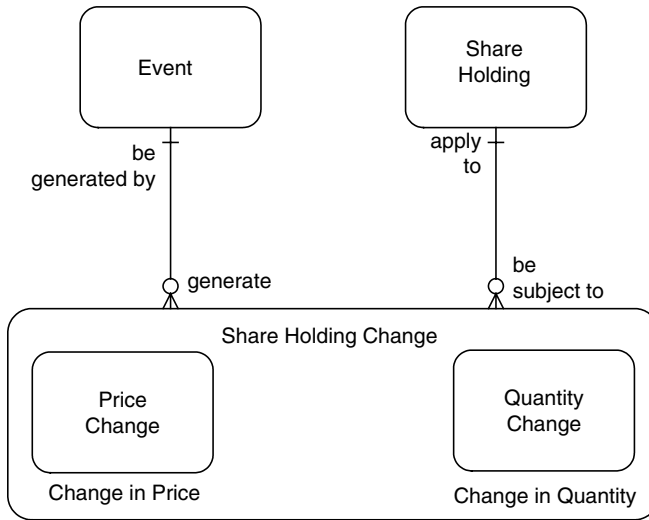 Event
Share
Holding
be
generated by
apply
to
generate
be
subject to
Share Holding Change
Price
Change
Quantity
Change
Change in Price
Change in Quantity